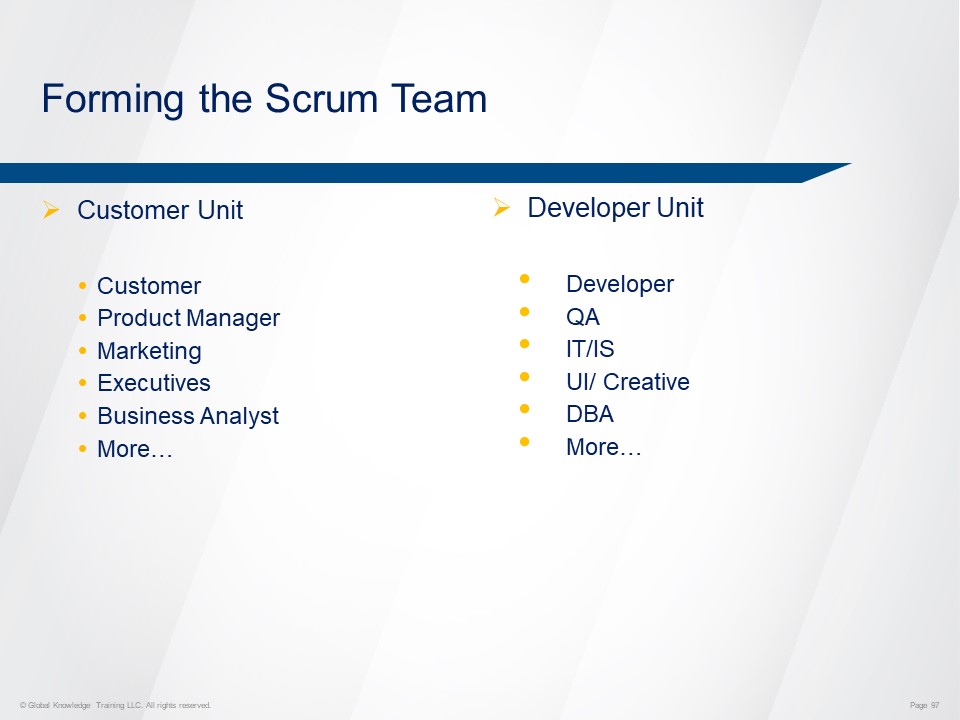 Forming the Scrum Team
Customer Unit
Customer
Product Manager
Marketing
Executives
Business Analyst
More…
Developer Unit
Developer
QA
IT/IS
UI/ Creative
DBA
More…
© Global Knowledge Training LLC. All rights reserved.
Page 97